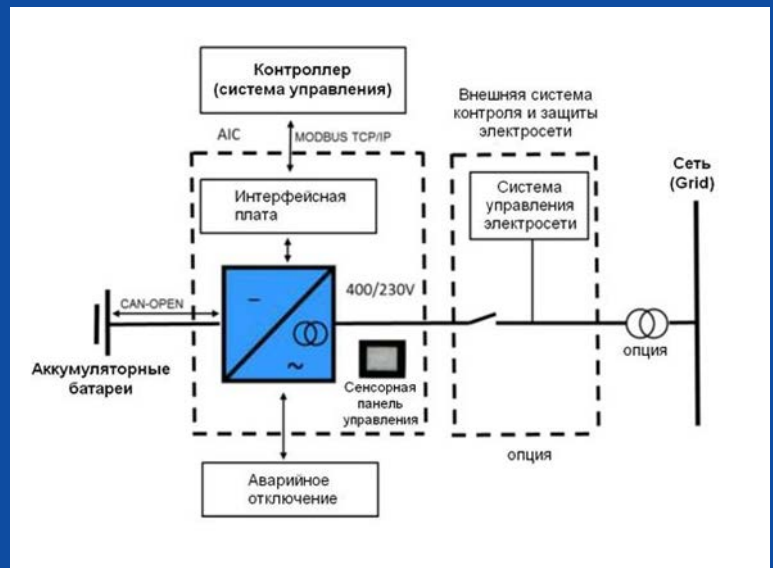 Контроллер
(система управления)
AIC
MODBUS TCP/IP
Интерфейсная
плата
CAN-OPEN
Аккумуляторные
батареи
400/230V
Сенсорная
панель
управления
Аварийное
отключение
Внешняя система
контроля и защиты
электросети
Система
управления
электросети
опция
опция
Сеть
(Grid)